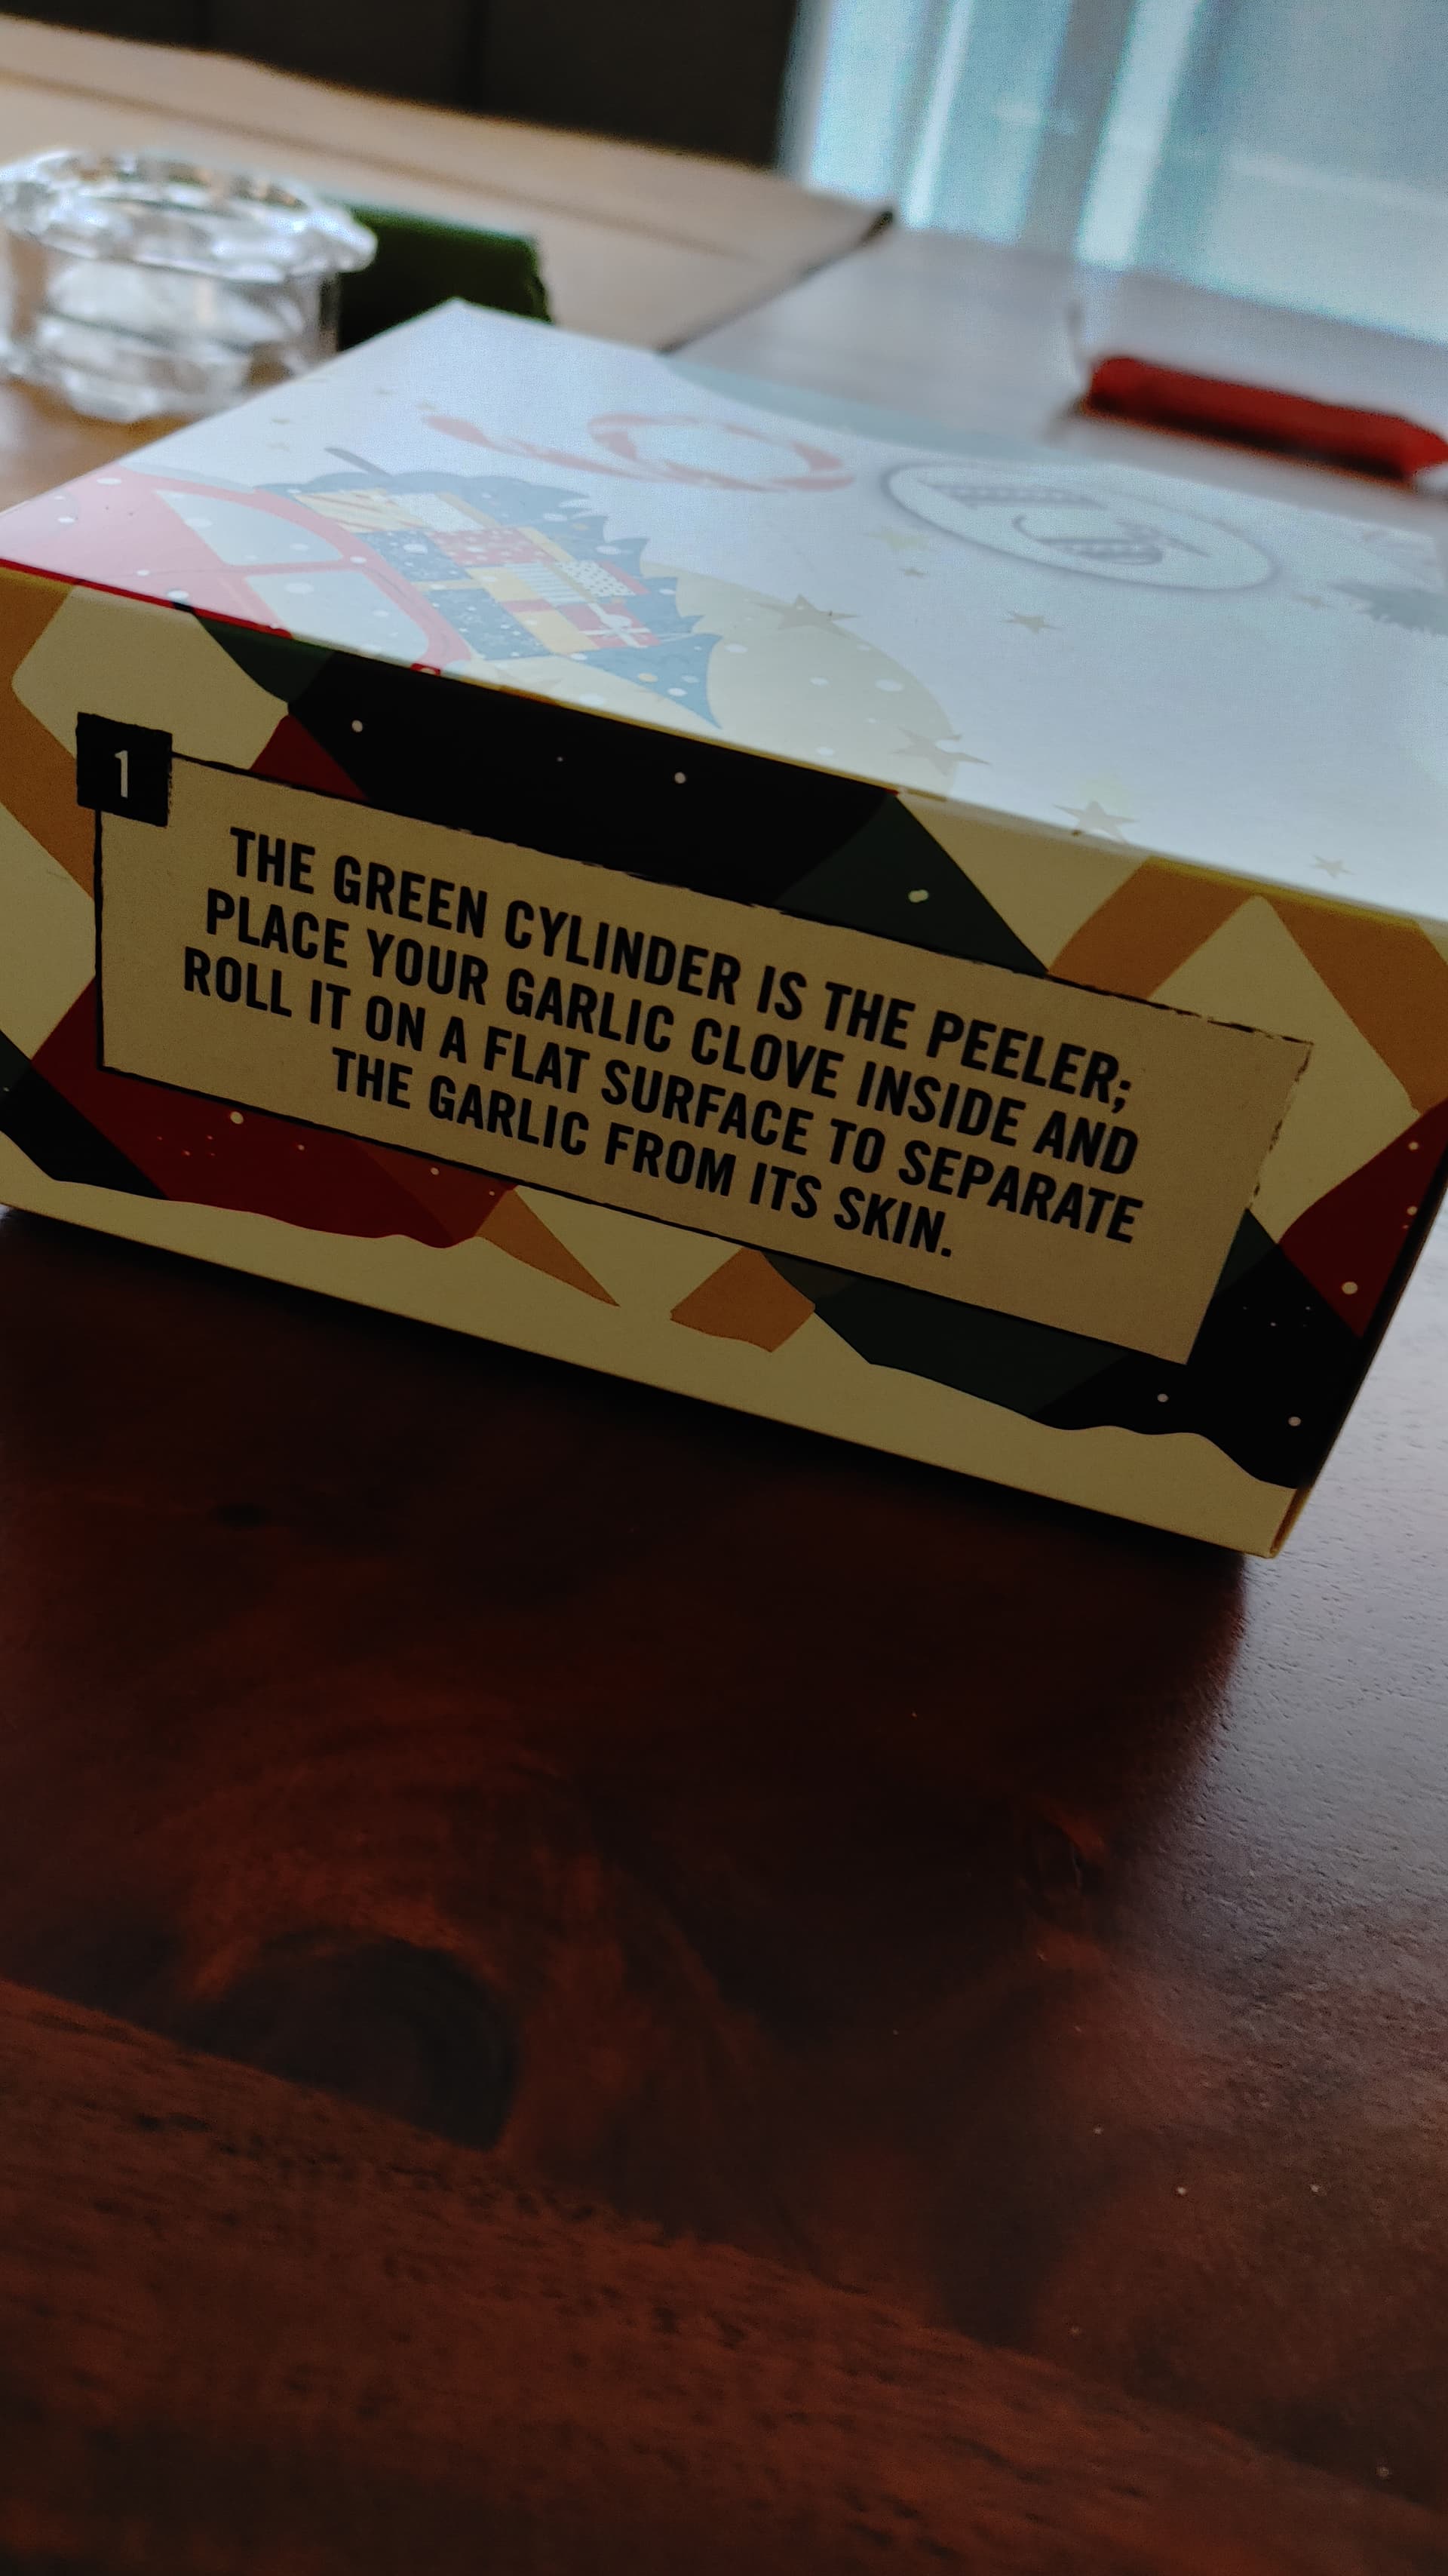 1
THE GREEN CYLINDER IS THE PEELER;
PLACE YOUR GARLIC CLOVE INSIDE AND
ROLL IT ON A FLAT SURFACE TO SEPARATE
THE GARLIC FROM ITS SKIN.